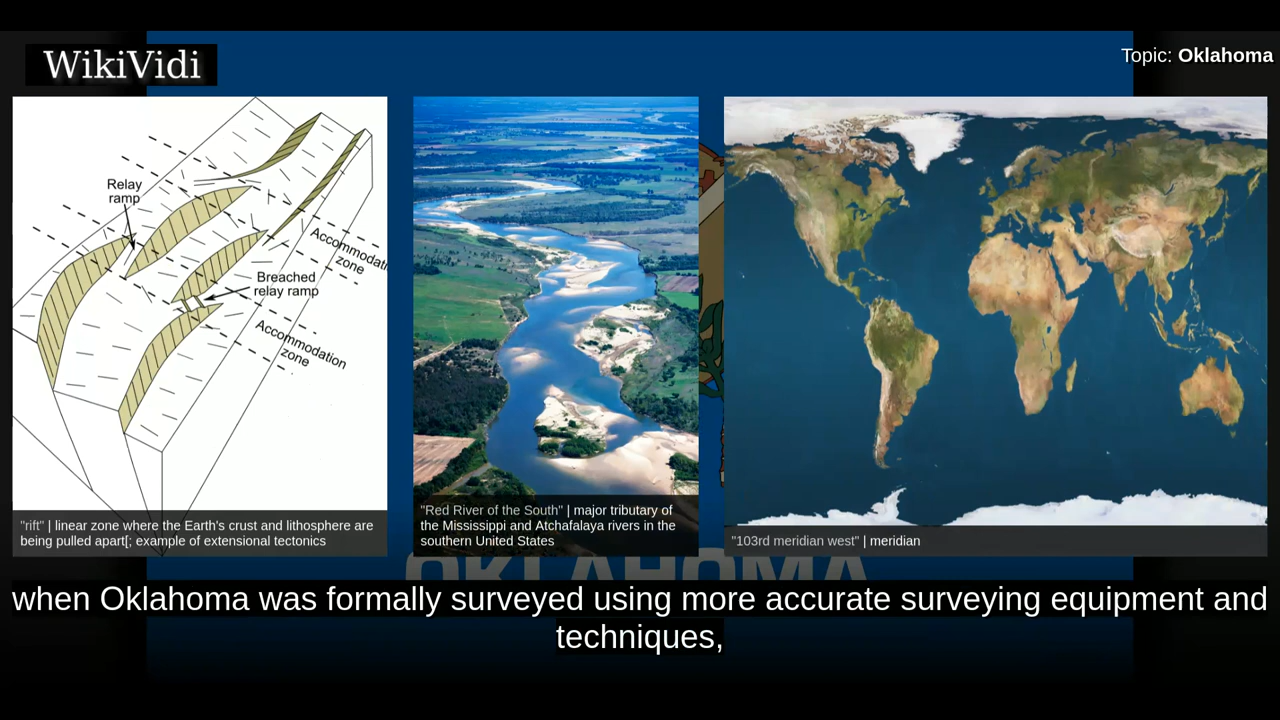 WikiVidi
Topic: Oklahoma
Relay
ramp
Accommodati
zone
Breached
relay ramp
Accommodation
zone
"rift" | linear zone where the Earth's crust and lithosphere are
being pulled apart[; example of extensional tectonics
"Red River of the South" | major tributary of
the Mississippi and Atchafalaya rivers in the
southern United States
"103rd meridian west" | meridian
OKLAHOMA
when Oklahoma was formally surveyed using more accurate surveying equipment and
techniques,